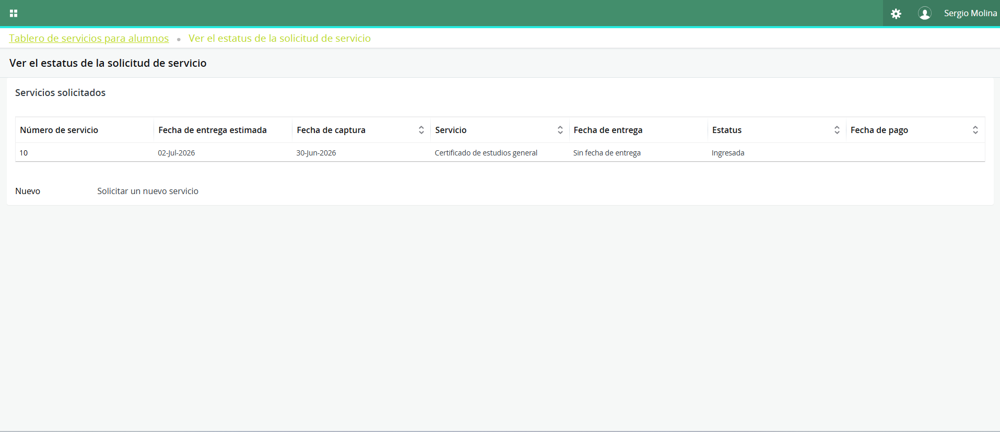 Sergio Molina
Tablero de servicios para alumnos • Ver el estatus de la solicitud de servicio
Ver el estatus de la solicitud de servicio
Servicios solicitados
Número de servicio Fecha de entrega estimada Fecha de captura Servicio Fecha de entrega Estatus Fecha de pago
10 02-Jul-2026 30-Jun-2026 Certificado de estudios general Sin fecha de entrega Ingresada
Nuevo Solicitar un nuevo servicio